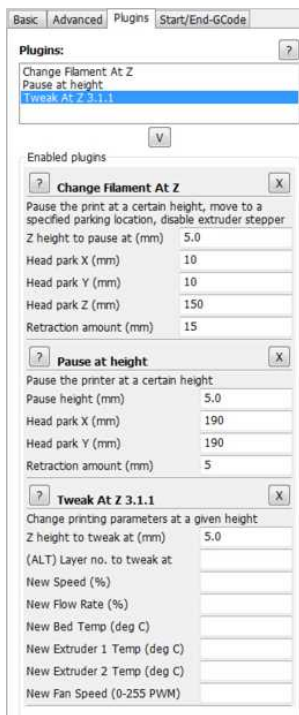 Basic Advanced Plugins Start/End-GCode
Plugins: ?
Change Filament At Z
Pause at height
Tweak At Z 3.1.1
V
Enabled plugins
? Change Filament At Z X
Pause the print at a certain height, move to a
specified parking location, disable extruder stepper
Z height to pause at (mm) 5.0
Head park X (mm) 10
Head park Y (mm) 10
Head park Z (mm) 150
Retraction amount (mm) 15
? Pause at height X
Pause the printer at a certain height
Pause height (mm) 5.0
Head park X (mm) 190
Head park Y (mm) 190
Retraction amount (mm) 5
? Tweak At Z 3.1.1 X
Change printing parameters at a given height
Z height to tweak at (mm) 5.0
(ALT) Layer no. to tweak at
New Speed (%)
New Flow Rate (%)
New Bed Temp (deg C)
New Extruder 1 Temp (deg C)
New Extruder 2 Temp (deg C)
New Fan Speed (0-255 PWM)